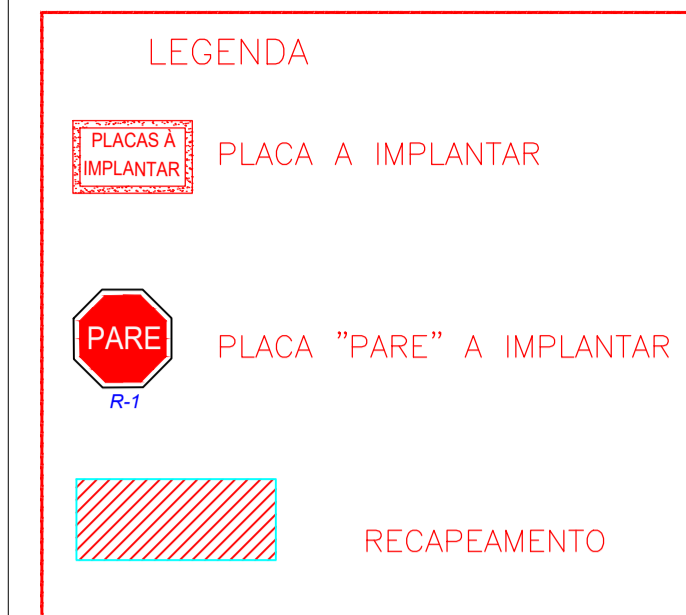 LEGENDA
PLACAS À
IMPLANTAR
PLACA A IMPLANTAR
PARE
R-1
PLACA "PARE" A IMPLANTAR
RECAPEAMENTO